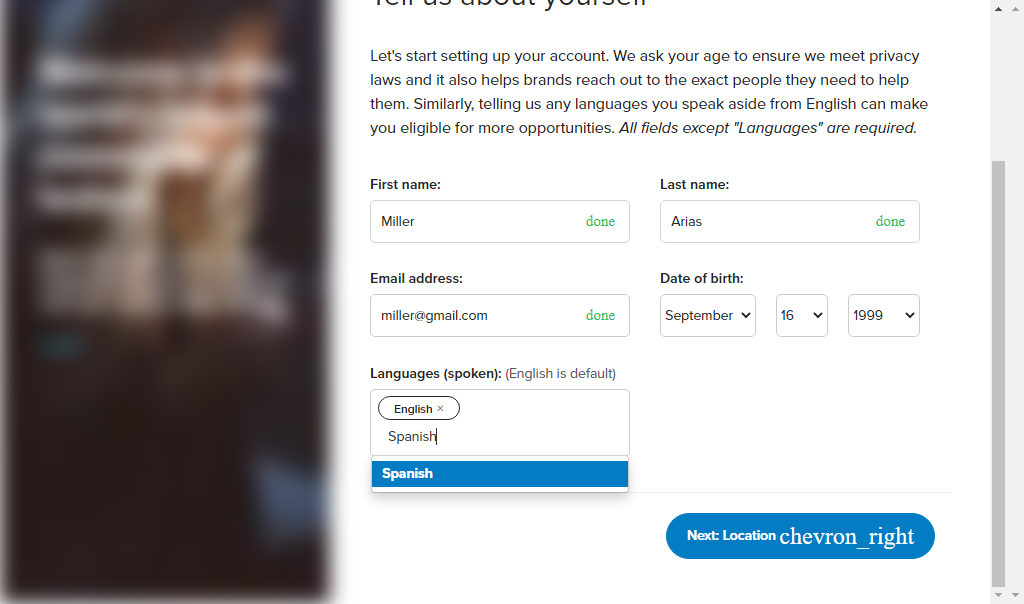 Tell us about yourself
Let's start setting up your account. We ask your age to ensure we meet privacy
laws and it also helps brands reach out to the exact people they need to help
them. Similarly, telling us any languages you speak aside from English can make
you eligible for more opportunities. All fields except "Languages" are required.
First name: Last name:
Miller done Arias done
Email address: Date of birth:
miller@gmail.com done September 16 1999
Languages (spoken): (English is default)
English ×
Spanish
Spanish
Next: Location chevron_right